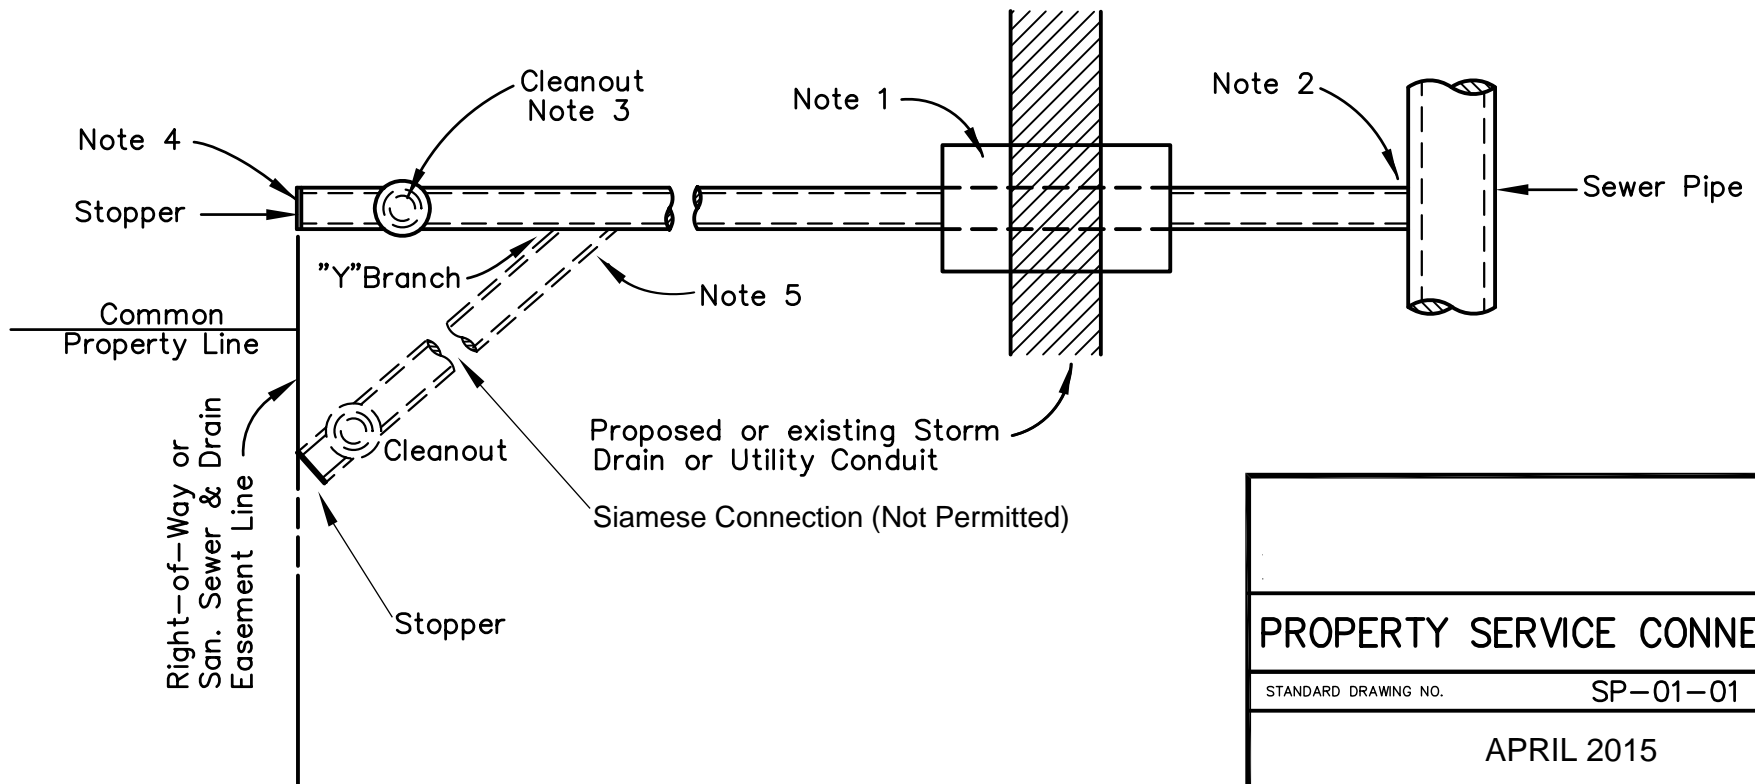 Cleanout
Note 3
Note 1
Note 2
Note 4
Stopper
Sewer Pipe
"Y"Branch
Note 5
Common
Property Line
Right-of-Way or
San. Sewer & Drain
Easement Line
Cleanout
Proposed or existing Storm
Drain or Utility Conduit
Siamese Connection (Not Permitted)
Stopper
PROPERTY SERVICE CONNE
STANDARD DRAWING NO. SP-01-01
APRIL 2015